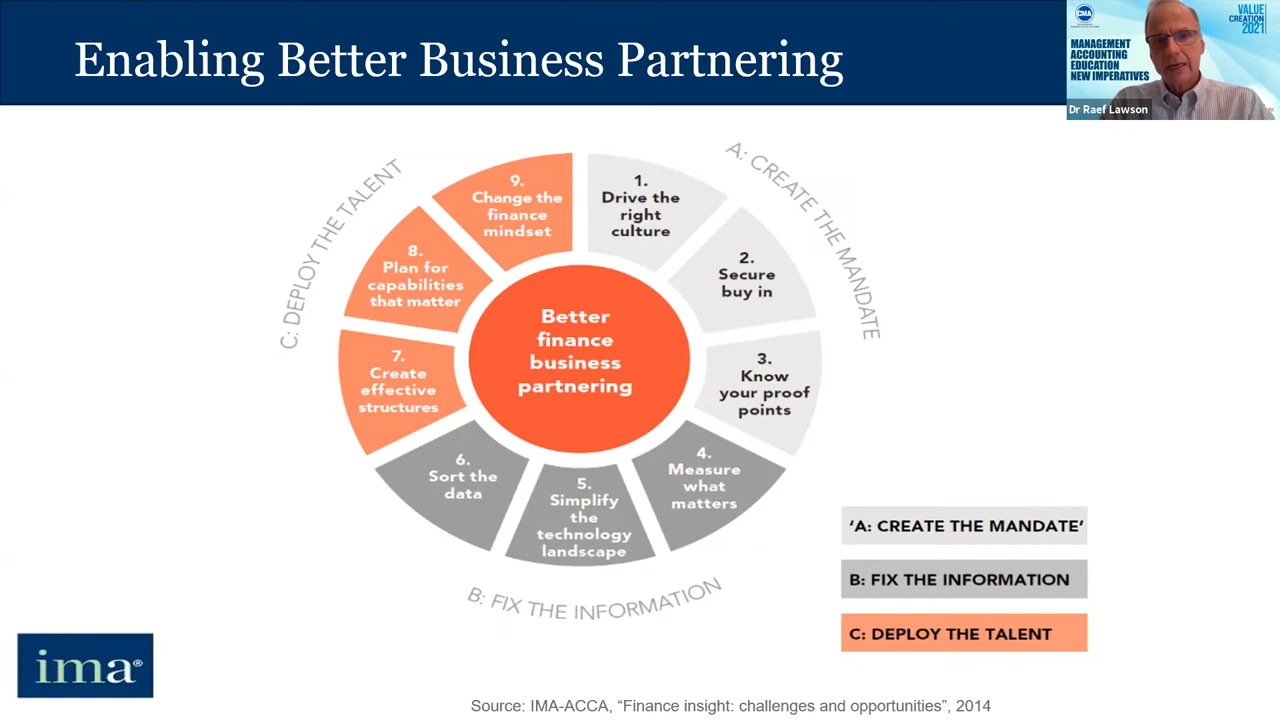 Enabling Better Business Partnering
CMA
VALUE
CREATION
2021
MANAGEMENT
ACCOUNTING
EDUCATION
NEW IMPERATIVES
Dr Raef Lawson
A: CREATE THE MANDATE
C: DEPLOY THE TALENT
B: FIX THE INFORMATION
1.
Drive the
right
culture
2.
Secure
buy in
3.
Know
your proof
points
4.
Measure
what
matters
5.
Simplify
the
technology
landscape
6.
Sort the
data
7.
Create
effective
structures
8.
Plan for
capabilities
that matter
9.
Change the
finance
mindset
Better
finance
business
partnering
'A: CREATE THE MANDATE'
B: FIX THE INFORMATION
C: DEPLOY THE TALENT
ima®
Source: IMA-ACCA, “Finance insight: challenges and opportunities”, 2014